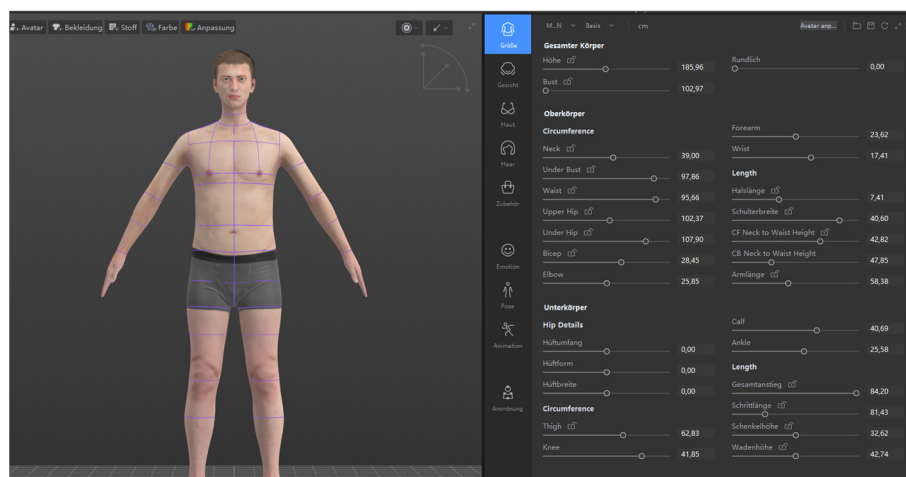 Avatar Bekleidung Stoff Farbe Anpassung
M...N Basis cm Avatar anp...
Größe
Gesicht
Haut
Haar
Zubehör
Emotion
Pose
Animation
Anordnung
Gesamter Körper
Höhe 185,96
Rundlich 0,00
Bust 102,97
Oberkörper
Circumference
Neck 39,00
Under Bust 97,86
Waist 95,66
Upper Hip 102,37
Under Hip 107,90
Bicep 28,45
Elbow 25,85
Forearm 23,62
Wrist 17,41
Length
Halslänge 7,41
Schulterbreite 40,60
CF Neck to Waist Height 42,82
CB Neck to Waist Height 47,85
Armlänge 58,38
Unterkörper
Hip Details
Hüftumfang 0,00
Hüftform 0,00
Hüftbreite 0,00
Circumference
Thigh 62,83
Knee 41,85
Calf 40,69
Ankle 25,58
Length
Gesamtanstieg 84,20
Schrittlänge 81,43
Schenkelhöhe 32,62
Wadenhöhe 42,74